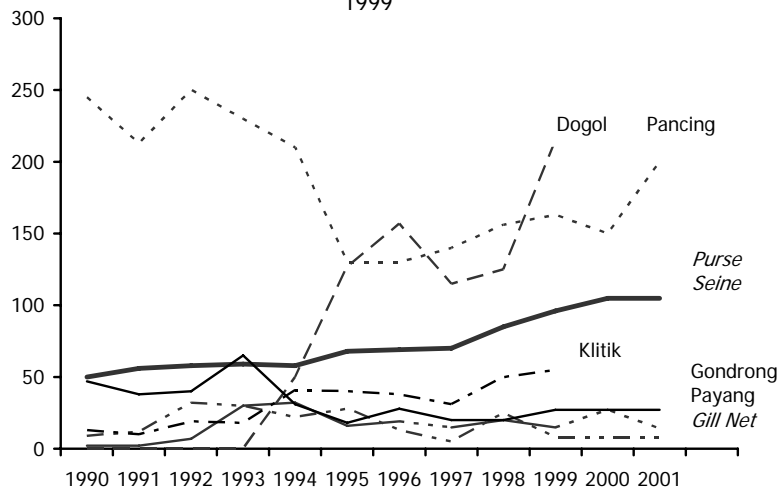 1999
300
250
200
150
100
50
0
Dogol
Pancing
Purse
Seine
Klitik
Gondrong
Payang
Gill Net
1990 1991 1992 1993 1994 1995 1996 1997 1998 1999 2000 2001